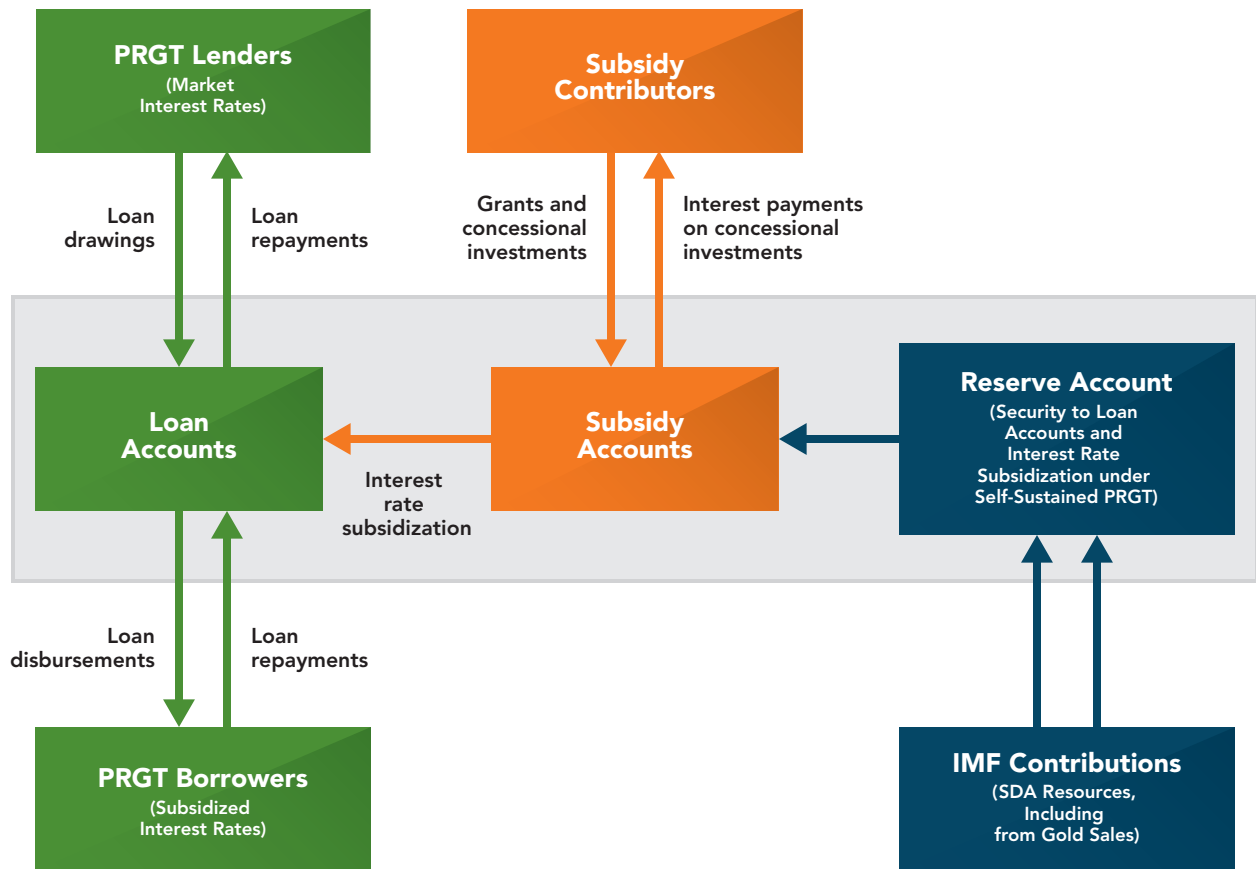 PRGT Lenders
(Market
Interest Rates)
Subsidy
Contributors
Loan
drawings
Loan
repayments
Grants and
concessional
investments
Interest payments
on concessional
investments
Loan
Accounts
Interest
rate
subsidization
Subsidy
Accounts
Reserve Account
(Security to Loan
Accounts and
Interest Rate
Subsidization under
Self-Sustained PRGT)
Loan
disbursements
Loan
repayments
PRGT Borrowers
(Subsidized
Interest Rates)
IMF Contributions
(SDA Resources,
Including
from Gold Sales)